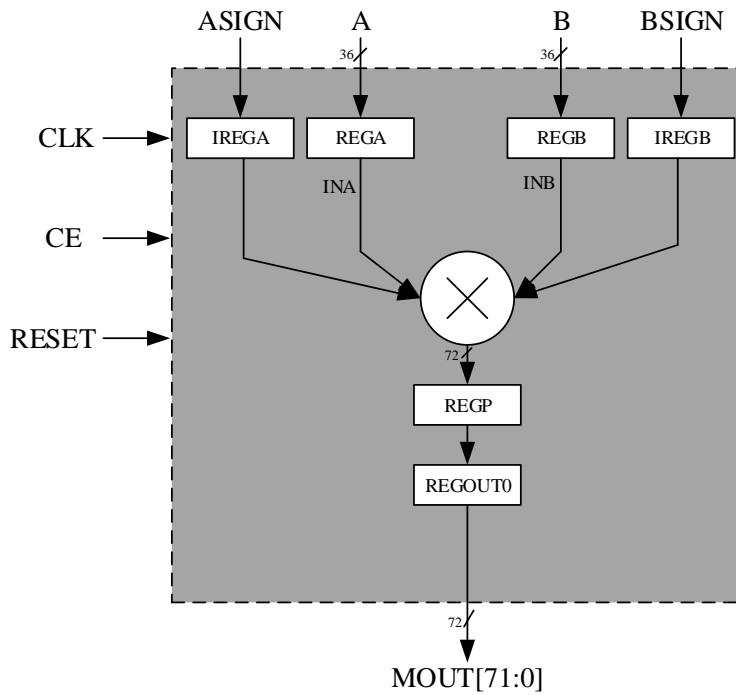 ASIGN A B BSIGN
36 36
CLK IREGA REGA REGB IREGB
INA INB
CE
RESET
72
REGP
REGOUT0
72
MOUT[71:0]